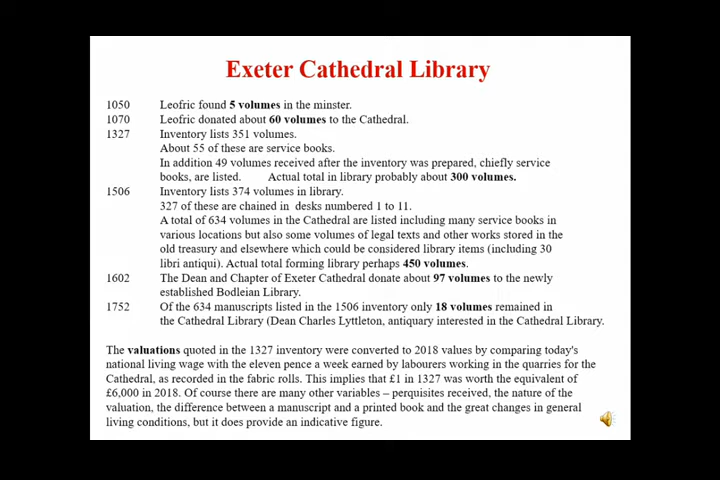 Exeter Cathedral Library
1050 Leofric found 5 volumes in the minster.
1070 Leofric donated about 60 volumes to the Cathedral.
1327 Inventory lists 351 volumes.
About 55 of these are service books.
In addition 49 volumes received after the inventory was prepared, chiefly service
books, are listed. Actual total in library probably about 300 volumes.
1506 Inventory lists 374 volumes in library.
327 of these are chained in desks numbered 1 to 11.
A total of 634 volumes in the Cathedral are listed including many service books in
various locations but also some volumes of legal texts and other works stored in the
old treasury and elsewhere which could be considered library items (including 30
libri antiqui). Actual total forming library perhaps 450 volumes.
1602 The Dean and Chapter of Exeter Cathedral donate about 97 volumes to the newly
established Bodleian Library.
1752 Of the 634 manuscripts listed in the 1506 inventory only 18 volumes remained in
the Cathedral Library (Dean Charles Lyttleton, antiquary interested in the Cathedral Library.
The valuations quoted in the 1327 inventory were converted to 2018 values by comparing today's
national living wage with the eleven pence a week earned by labourers working in the quarries for the
Cathedral, as recorded in the fabric rolls. This implies that £1 in 1327 was worth the equivalent of
£6,000 in 2018. Of course there are many other variables – perquisites received, the nature of the
valuation, the difference between a manuscript and a printed book and the great changes in general
living conditions, but it does provide an indicative figure.